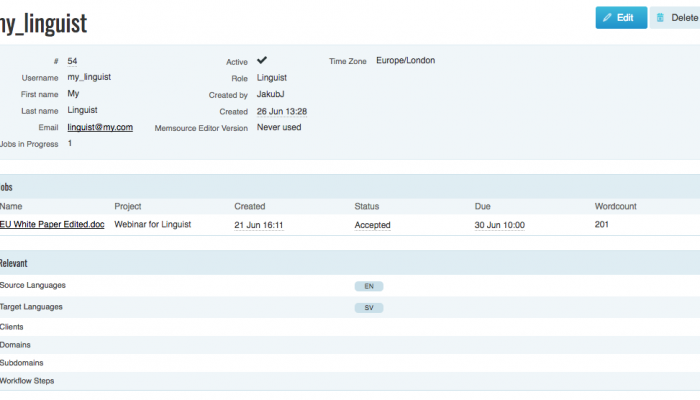 my_linguist
Edit Delete
# 54 Active Time Zone Europe/London
Username my_linguist Role Linguist
First name My Created by JakubJ
Last name Linguist Created 26 Jun 13:28
Email linguist@my.com Memsource Editor Version Never used
Jobs in Progress 1
Jobs
Name Project Created Status Due Wordcount
EU White Paper Edited.doc Webinar for Linguist 21 Jun 16:11 Accepted 30 Jun 10:00 201
Relevant
Source Languages EN
Target Languages SV
Clients
Domains
Subdomains
Workflow Steps